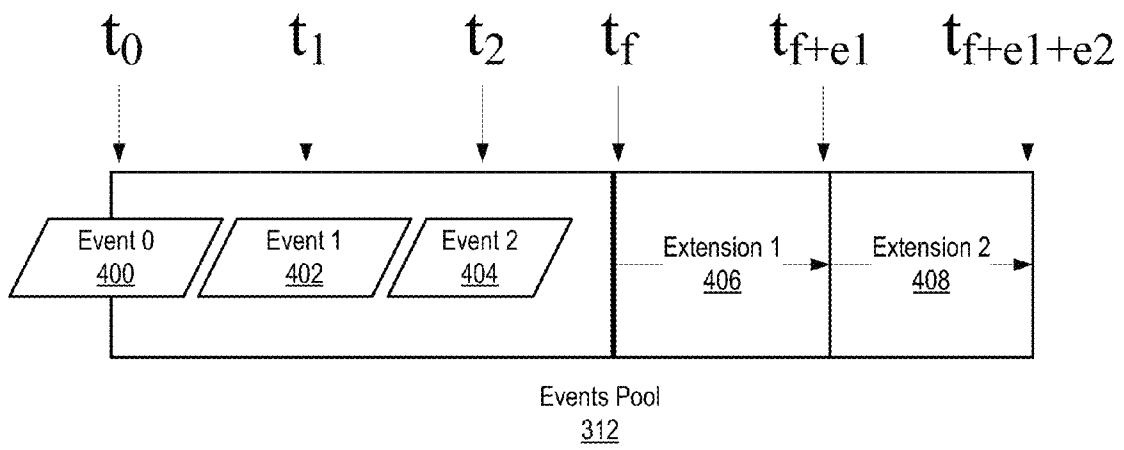 t0 t1 t2 tf tf+e1 tf+e1+e2
Event 0
400
Event 1
402
Event 2
404
Extension 1
406
Extension 2
408
Events Pool
312